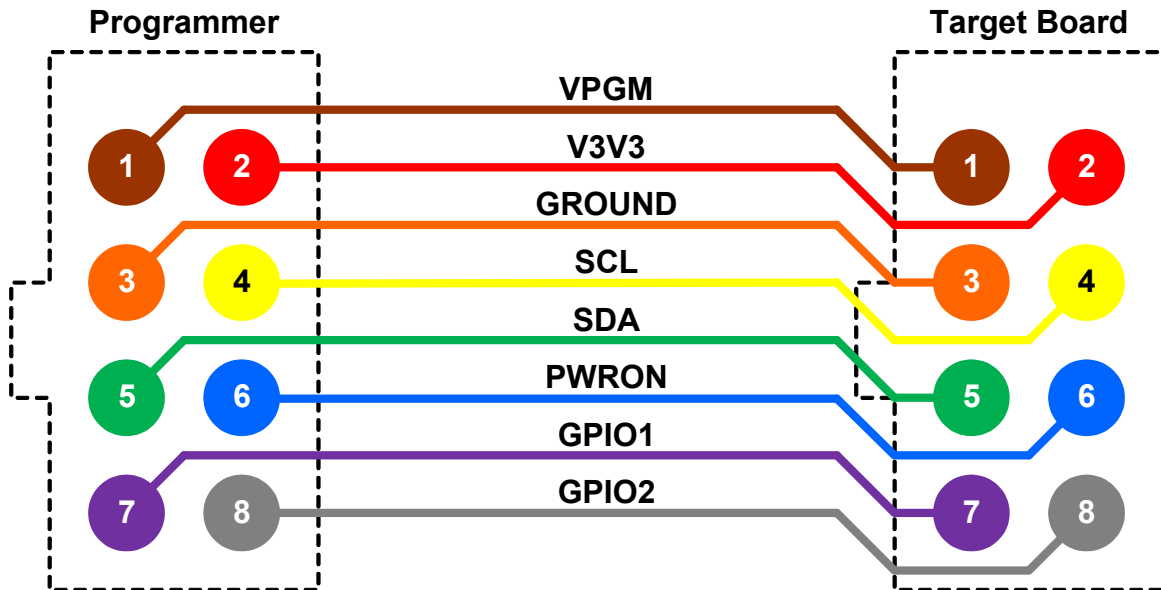 Programmer Target Board
VPGM
1 2 V3V3 1 2
GROUND
3 4 SCL 3 4
SDA
5 6 PWRON 5 6
GPIO1
7 8 GPIO2 7 8